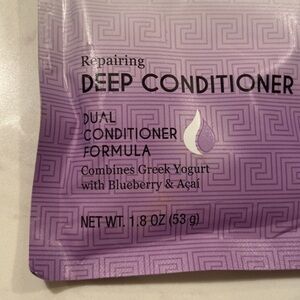 Repairing
DEEP CONDITIONER
DUAL
CONDITIONER
FORMULA
Combines Greek Yogurt
with Blueberry & Açaí
NET WT. 1.8 OZ (53 g)